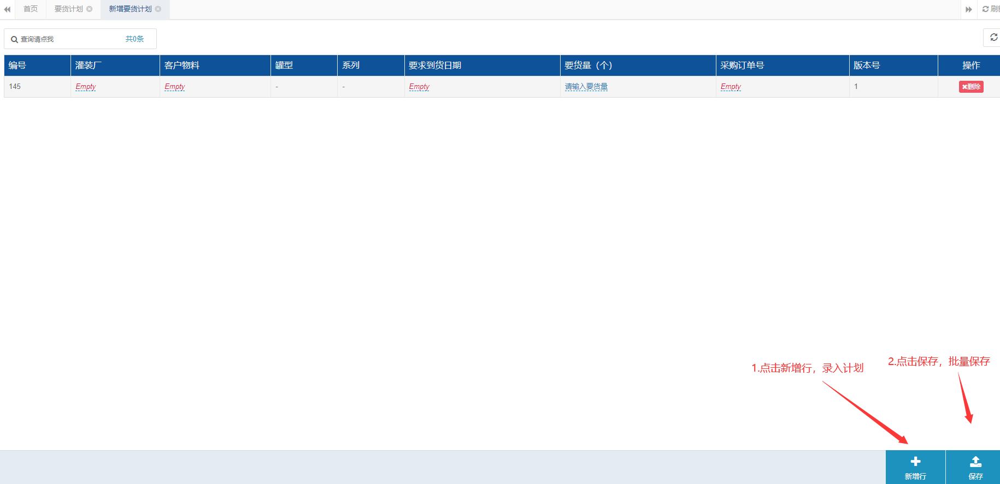 首页 要货计划 新增要货计划 刷新
查询请点我 共0条
编号 灌装厂 客户物料 罐型 系列 要求到货日期 要货量（个） 采购订单号 版本号 操作
145 Empty Empty - - Empty 请输入要货量 Empty 1 删除
1.点击新增行，录入计划
2.点击保存，批量保存
新增行 保存